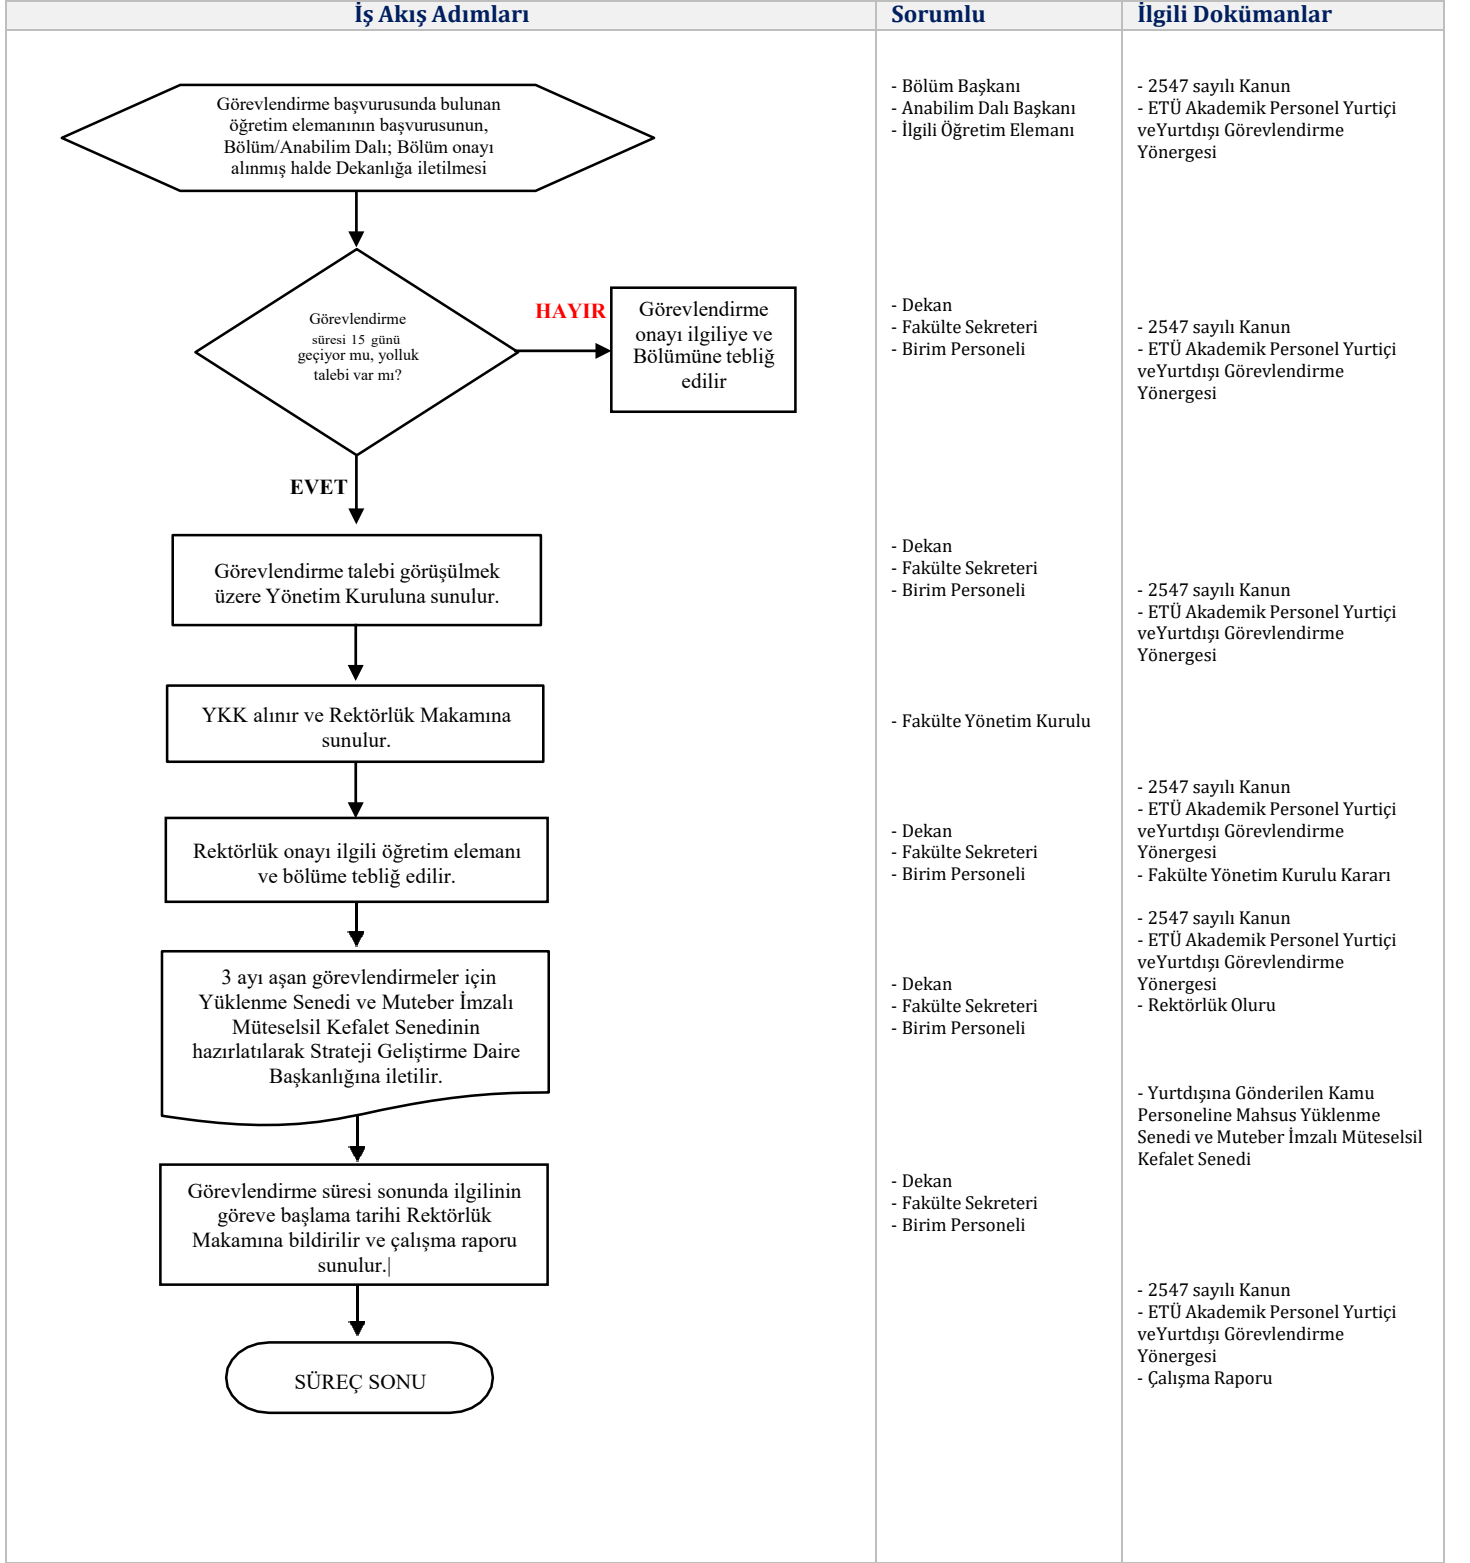 İş Akış Adımları
Sorumlu
İlgili Dokümanlar
Görevlendirme başvurusunda bulunan
öğretim elemanının başvurusunun,
Bölüm/Anabilim Dalı; Bölüm onayı
alınmış halde Dekanlığa iletilmesi
- Bölüm Başkanı
- Anabilim Dalı Başkanı
- İlgili Öğretim Elemanı
- 2547 sayılı Kanun
- ETÜ Akademik Personel Yurtiçi
veYurtdışı Görevlendirme
Yönergesi
Görevlendirme
süresi 15 günü
geçiyor mu, yolluk
talebi var mı?
HAYIR
Görevlendirme
onayı ilgiliye ve
Bölümüne tebliğ
edilir
- Dekan
- Fakülte Sekreteri
- Birim Personeli
- 2547 sayılı Kanun
- ETÜ Akademik Personel Yurtiçi
veYurtdışı Görevlendirme
Yönergesi
EVET
Görevlendirme talebi görüşülmek
üzere Yönetim Kuruluna sunulur.
- Dekan
- Fakülte Sekreteri
- Birim Personeli
- 2547 sayılı Kanun
- ETÜ Akademik Personel Yurtiçi
veYurtdışı Görevlendirme
Yönergesi
YKK alınır ve Rektörlük Makamına
sunulur.
- Fakülte Yönetim Kurulu
- 2547 sayılı Kanun
- ETÜ Akademik Personel Yurtiçi
veYurtdışı Görevlendirme
Yönergesi
- Fakülte Yönetim Kurulu Kararı
Rektörlük onayı ilgili öğretim elemanı
ve bölüme tebliğ edilir.
- Dekan
- Fakülte Sekreteri
- Birim Personeli
- 2547 sayılı Kanun
- ETÜ Akademik Personel Yurtiçi
veYurtdışı Görevlendirme
Yönergesi
- Rektörlük Oluru
3 ayı aşan görevlendirmeler için
Yüklenme Senedi ve Muteber İmzalı
Müteselsil Kefalet Senedinin
hazırlatılarak Strateji Geliştirme Daire
Başkanlığına iletilir.
- Dekan
- Fakülte Sekreteri
- Birim Personeli
- Yurtdışına Gönderilen Kamu
Personeline Mahsus Yüklenme
Senedi ve Muteber İmzalı Müteselsil
Kefalet Senedi
Görevlendirme süresi sonunda ilgilinin
göreve başlama tarihi Rektörlük
Makamına bildirilir ve çalışma raporu
sunulur.|
- Dekan
- Fakülte Sekreteri
- Birim Personeli
- 2547 sayılı Kanun
- ETÜ Akademik Personel Yurtiçi
veYurtdışı Görevlendirme
Yönergesi
- Çalışma Raporu
SÜREÇ SONU